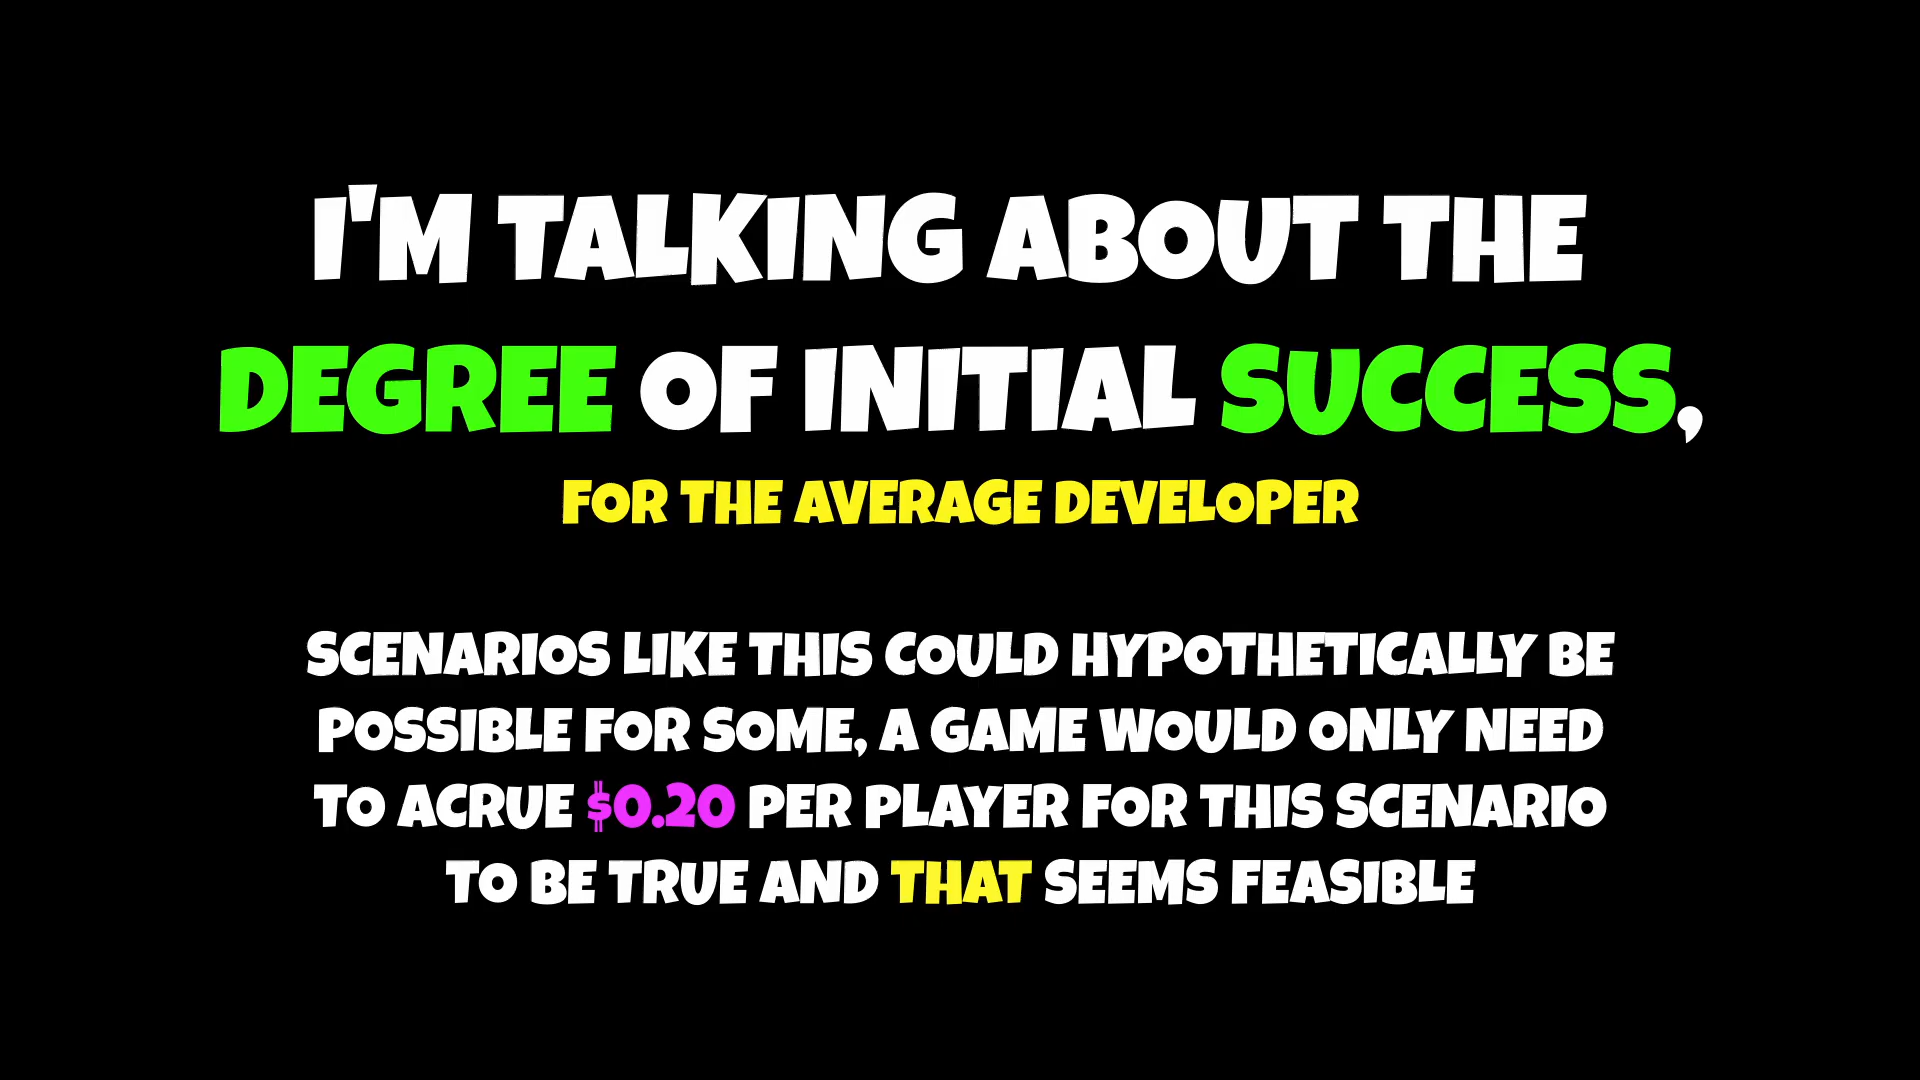 I'M TALKING ABOUT THE
DEGREE OF INITIAL SUCCESS,
FOR THE AVERAGE DEVELOPER
SCENARIOS LIKE THIS COULD HYPOTHETICALLY BE
POSSIBLE FOR SOME, A GAME WOULD ONLY NEED
TO ACRUE $0.20 PER PLAYER FOR THIS SCENARIO
TO BE TRUE AND THAT SEEMS FEASIBLE